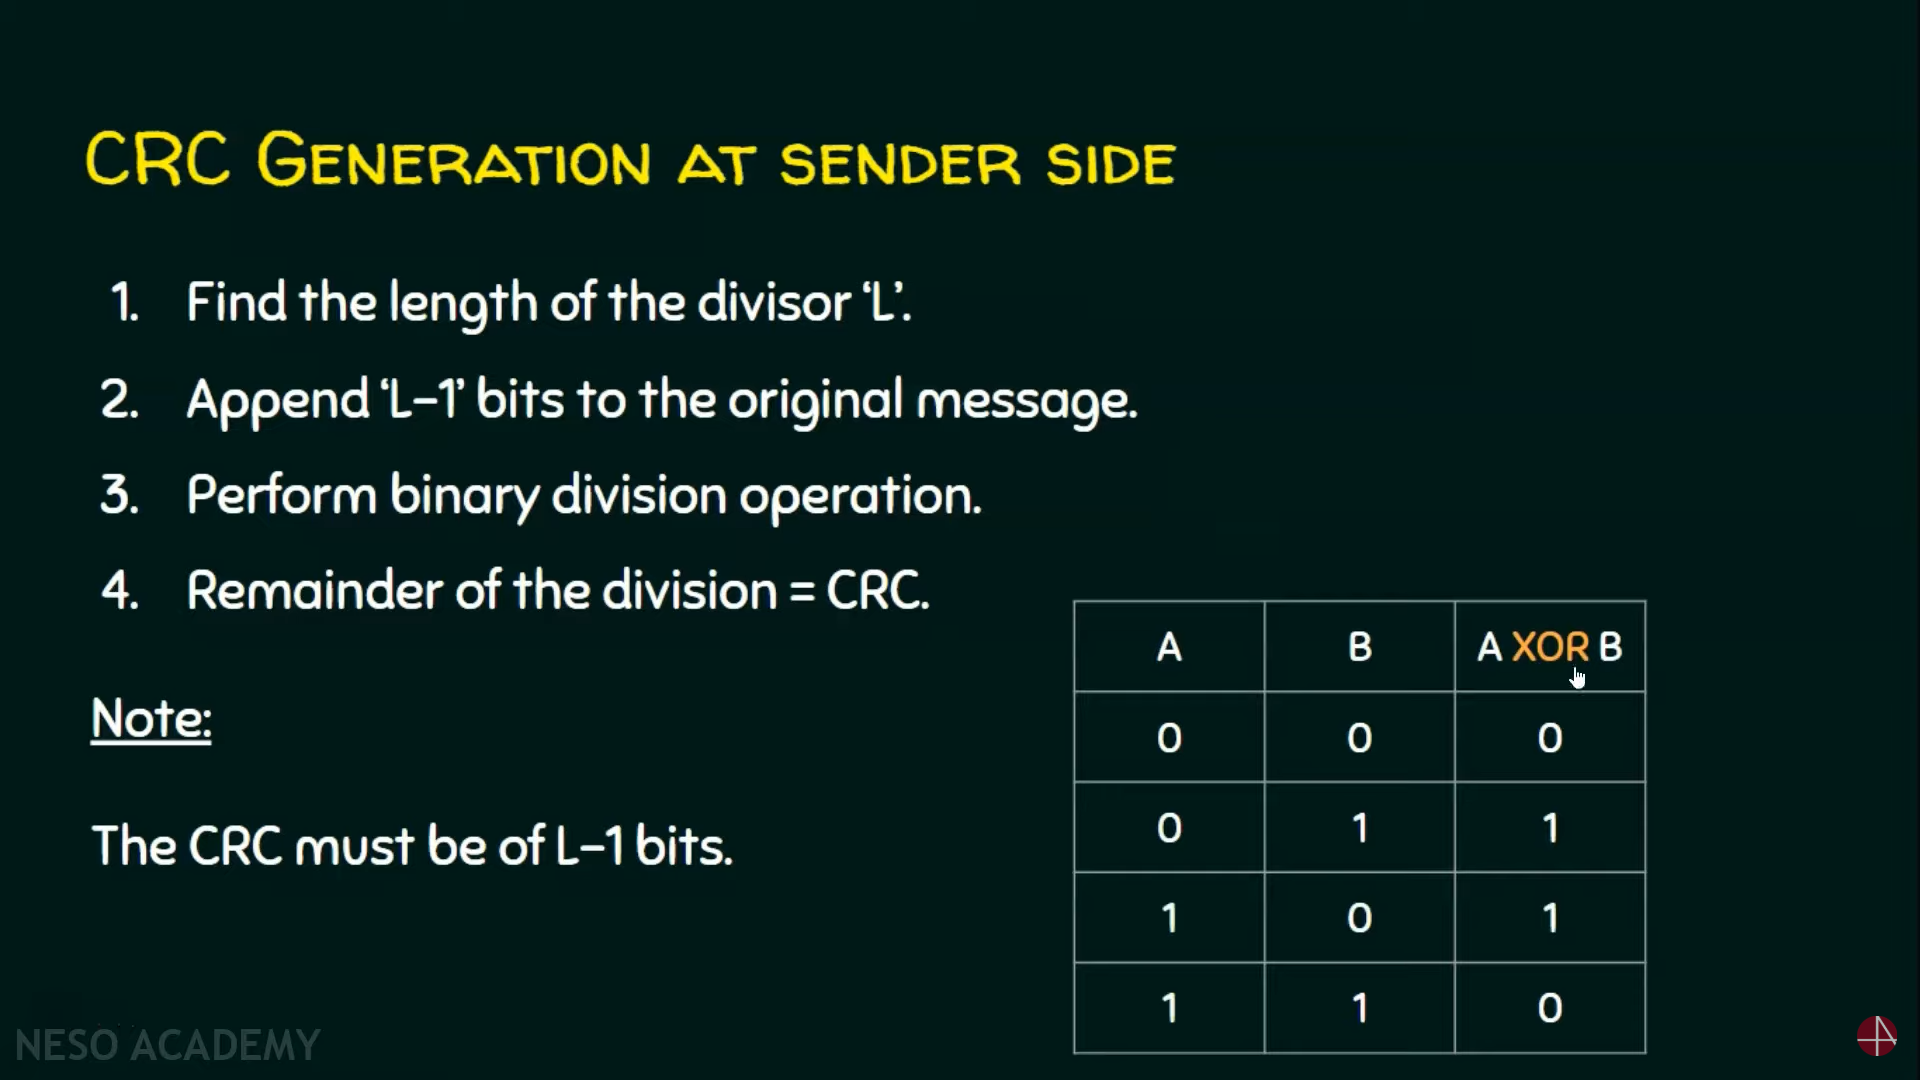 CRC GENERATION AT SENDER SIDE
1. Find the length of the divisor ‘L’.
2. Append ‘L-1’ bits to the original message.
3. Perform binary division operation.
4. Remainder of the division = CRC.
Note:
The CRC must be of L-1 bits.
A B A XOR B
0 0 0
0 1 1
1 0 1
1 1 0
NESO ACADEMY